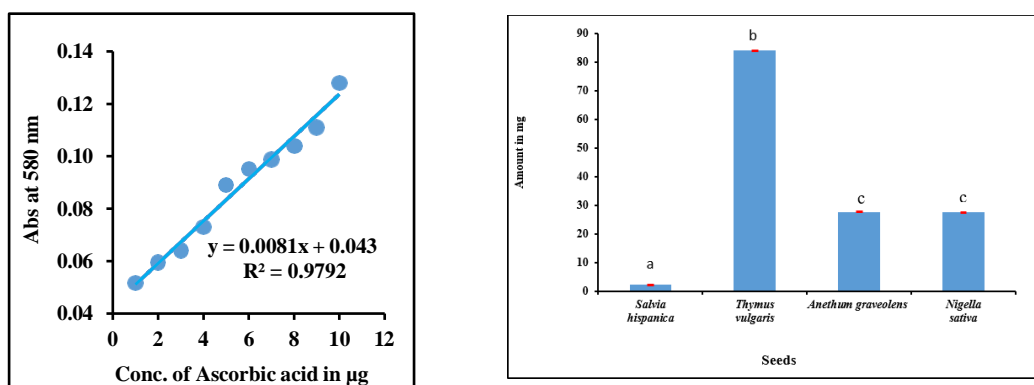 0.14
0.12
0.10
0.08
0.06
0.04
0 2 4 6 8 10 12
Abs at 580 nm
y = 0.0081x + 0.043
R² = 0.9792
Conc. of Ascorbic acid in µg
90
80
70
60
50
40
30
20
10
0
Amount in mg
a
b
c
c
Salvia
hispanica
Thymus
vulgaris
Anethum graveolens
Nigella
sativa
Seeds